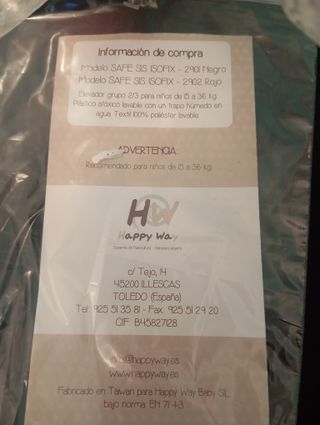 Información de compra
Modelo SAFE SIS ISOFIX - 2901 Negro
Modelo SAFE SIS ISOFIX - 2902 Rojo
Elevador grupo 2/3 para niños de 15 a 36 kg
Plástico atóxico lavable con un trapo húmedo en
agua. Textil 100% poliéster lavable
ADVERTENCIA:
Recomendado para niños de 15 a 36 kg
HW
Happy Way
c/ Tejo, 14
45200 ILLESCAS
TOLEDO (España)
Tel: 925 51 35 81 - Fax: 925 51 29 20
CIF: B45827128
@happyway.es
www.happyway.es
Fabricado en Taiwan para Happy Way Baby SL
bajo norma EN 71 4.3